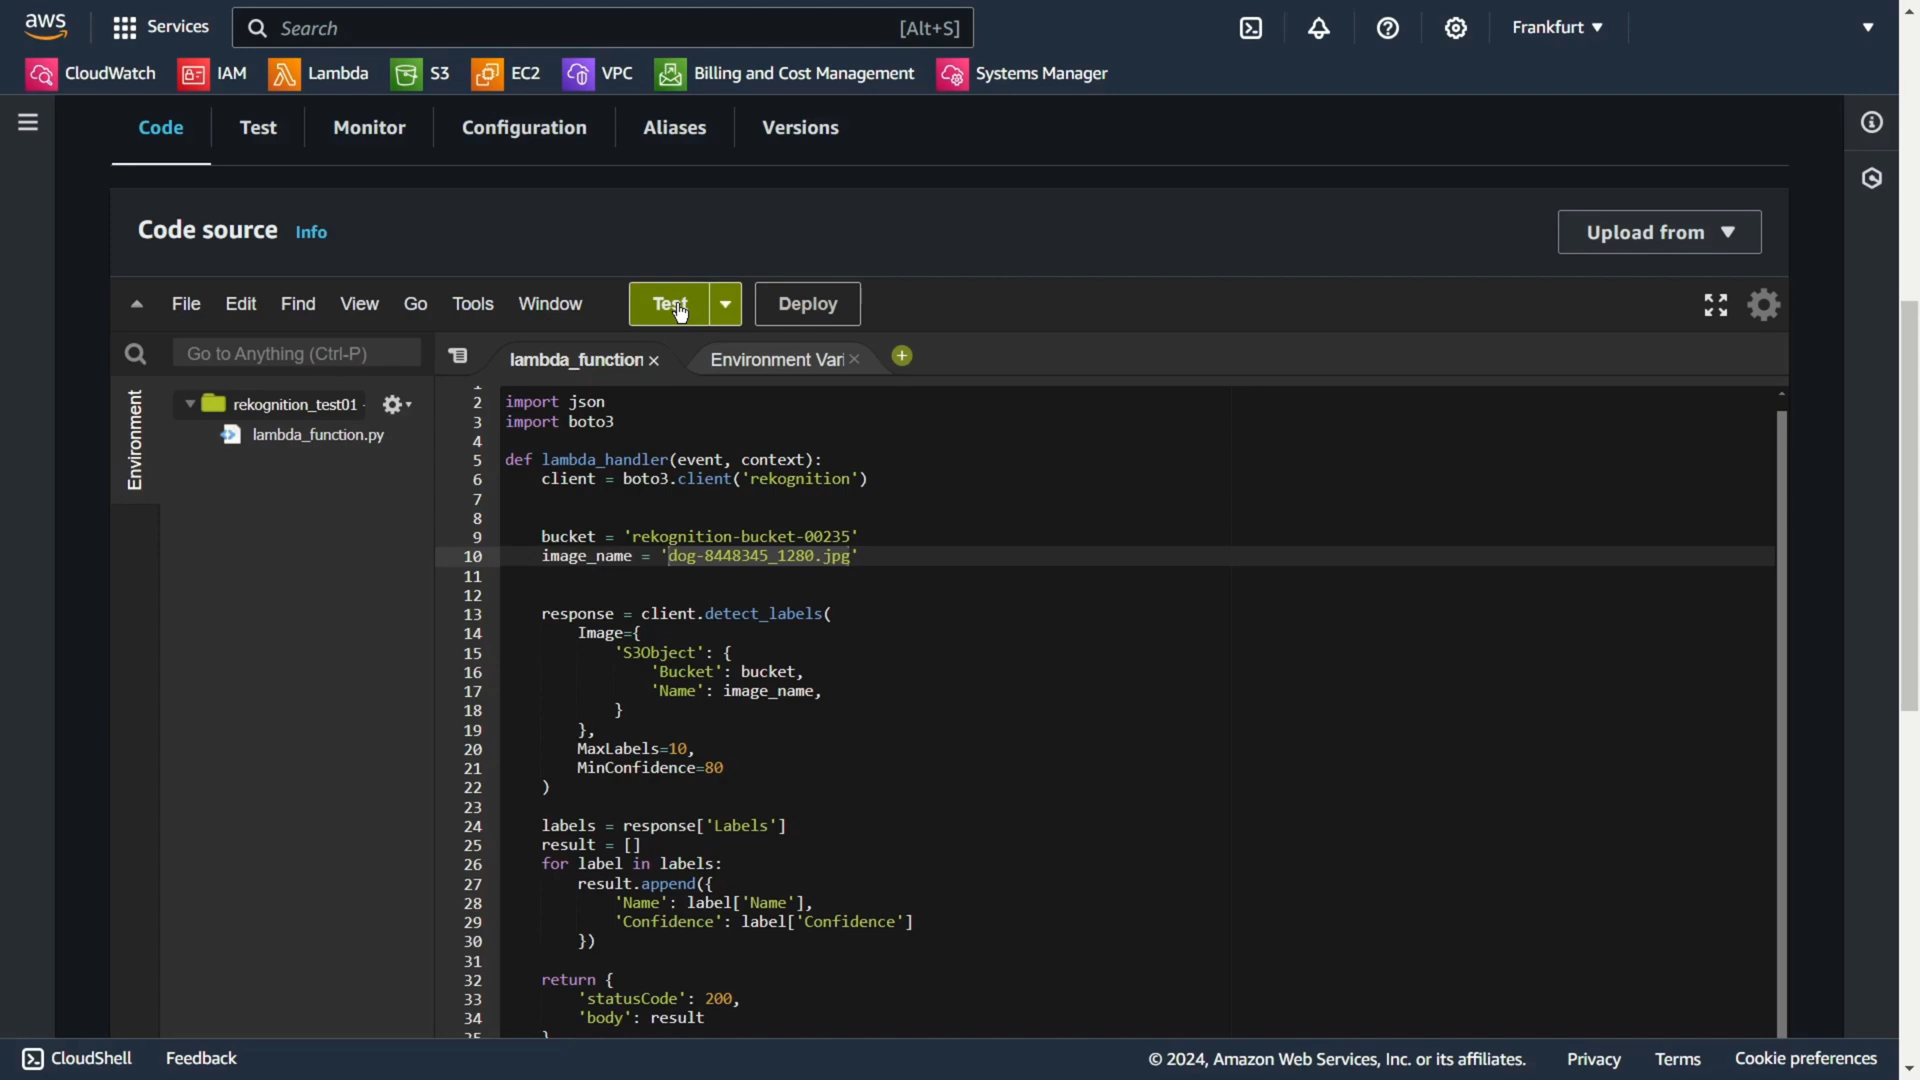 aws Services Search [Alt+S] Frankfurt
CloudWatch IAM Lambda S3 EC2 VPC Billing and Cost Management Systems Manager
Code Test Monitor Configuration Aliases Versions
Code source Info Upload from
File Edit Find View Go Tools Window Test Deploy
Go to Anything (Ctrl-P) lambda_function Environment Vari
Environment
rekognition_test01 -
lambda_function.py
2 import json
3 import boto3
4
5 def lambda_handler(event, context):
6 client = boto3.client('rekognition')
7
8
9 bucket = 'rekognition-bucket-00235'
10 image_name = 'dog-8448345_1280.jpg'
11
12
13 response = client.detect_labels(
14 Image={
15 'S3Object': {
16 'Bucket': bucket,
17 'Name': image_name,
18 }
19 },
20 MaxLabels=10,
21 MinConfidence=80
22 )
23
24 labels = response['Labels']
25 result = []
26 for label in labels:
27 result.append({
28 'Name': label['Name'],
29 'Confidence': label['Confidence']
30 })
31
32 return {
33 'statusCode': 200,
34 'body': result
CloudShell Feedback © 2024, Amazon Web Services, Inc. or its affiliates. Privacy Terms Cookie preferences